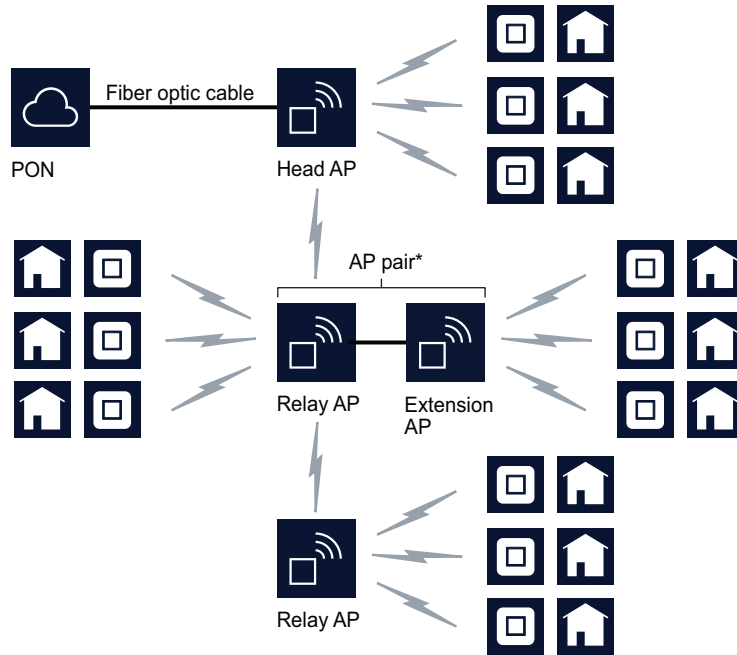 Fiber optic cable
PON
Head AP
AP pair*
Relay AP
Extension
AP
Relay AP